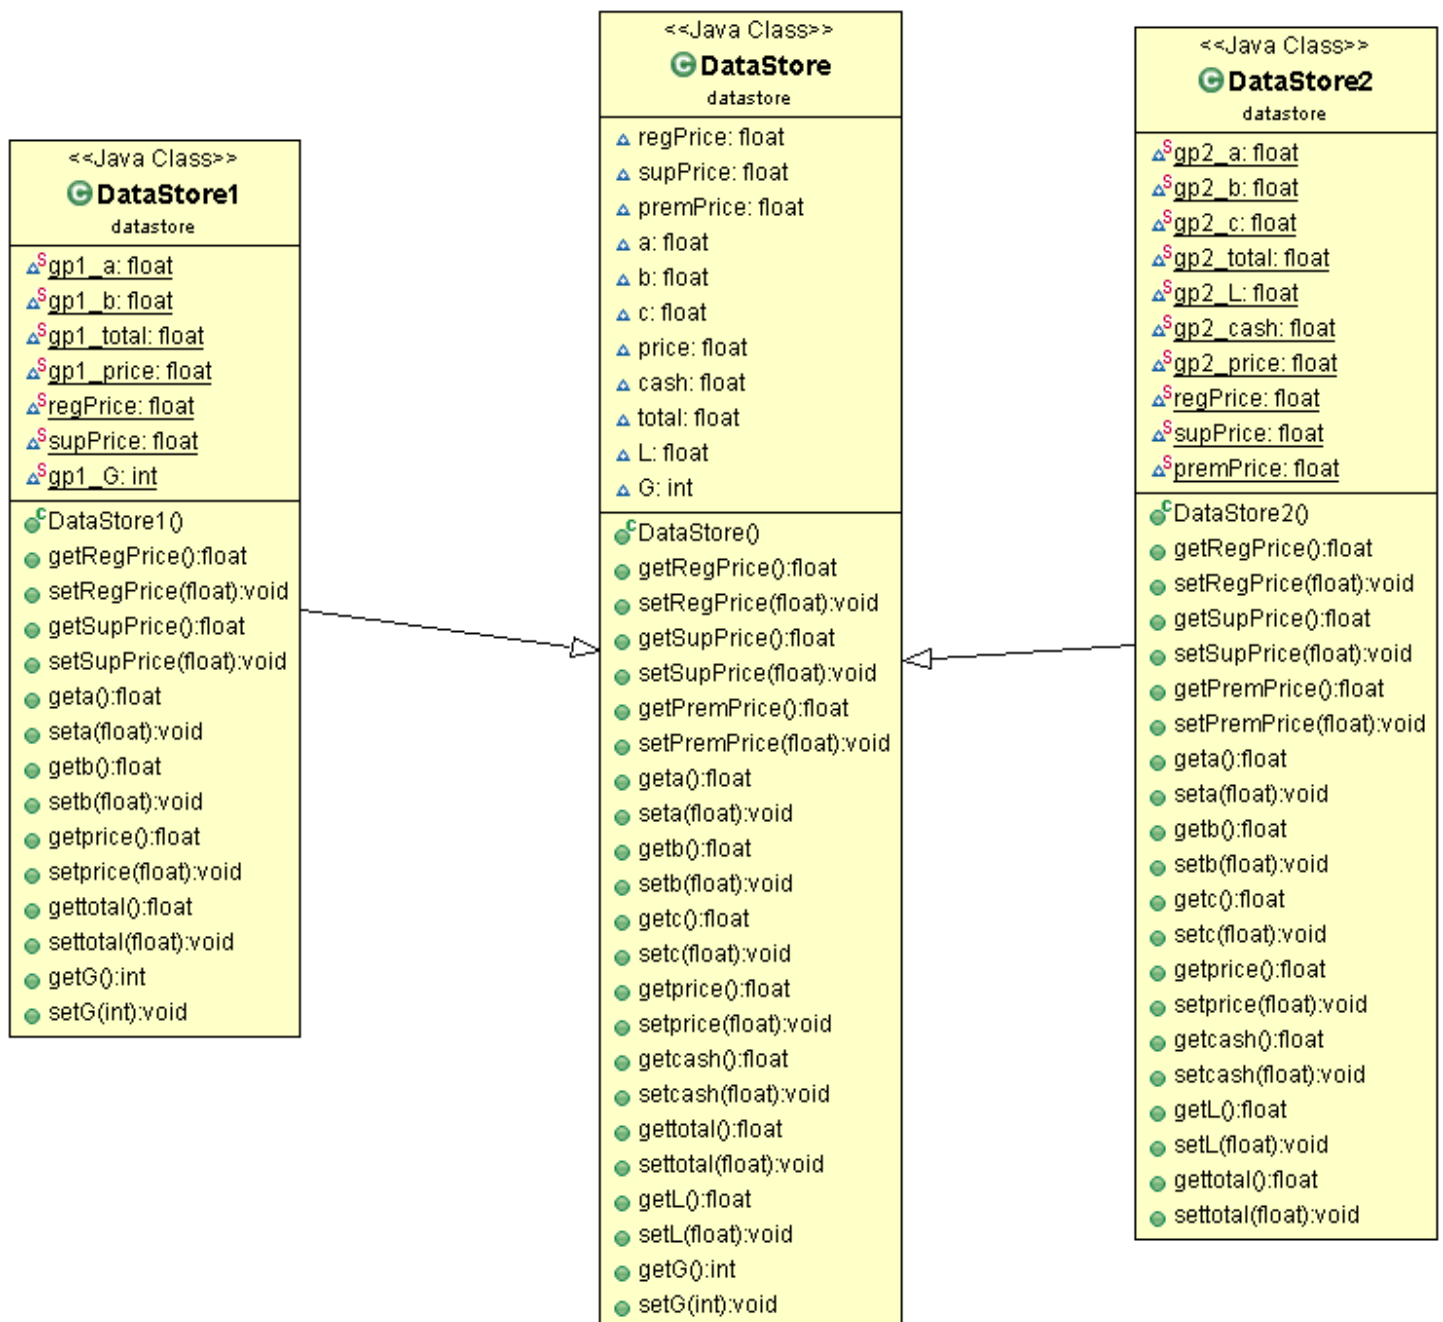 <<Java Class>>
DataStore1
datastore
gp1_a: float
gp1_b: float
gp1_total: float
gp1_price: float
regPrice: float
supPrice: float
gp1_G: int
DataStore1()
getRegPrice():float
setRegPrice(float):void
getSupPrice():float
setSupPrice(float):void
geta():float
seta(float):void
getb():float
setb(float):void
getprice():float
setprice(float):void
gettotal():float
settotal(float):void
getG():int
setG(int):void
<<Java Class>>
DataStore
datastore
regPrice: float
supPrice: float
premPrice: float
a: float
b: float
c: float
price: float
cash: float
total: float
L: float
G: int
DataStore()
getRegPrice():float
setRegPrice(float):void
getSupPrice():float
setSupPrice(float):void
getPremPrice():float
setPremPrice(float):void
geta():float
seta(float):void
getb():float
setb(float):void
getc():float
setc(float):void
getprice():float
setprice(float):void
getcash():float
setcash(float):void
gettotal():float
settotal(float):void
getL():float
setL(float):void
getG():int
setG(int):void
<<Java Class>>
DataStore2
datastore
gp2_a: float
gp2_b: float
gp2_c: float
gp2_total: float
gp2_L: float
gp2_cash: float
gp2_price: float
regPrice: float
supPrice: float
premPrice: float
DataStore2()
getRegPrice():float
setRegPrice(float):void
getSupPrice():float
setSupPrice(float):void
getPremPrice():float
setPremPrice(float):void
geta():float
seta(float):void
getb():float
setb(float):void
getc():float
setc(float):void
getprice():float
setprice(float):void
getcash():float
setcash(float):void
getL():float
setL(float):void
gettotal():float
settotal(float):void